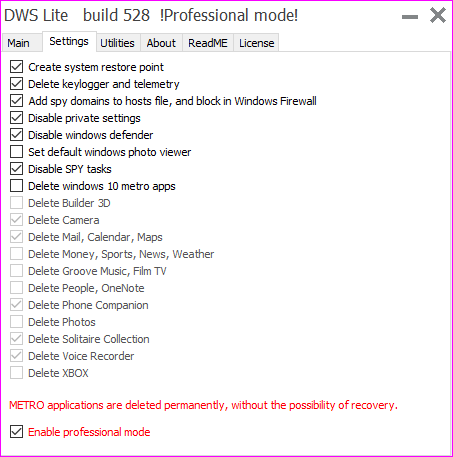 DWS Lite build 528 !Professional mode!
Main Settings Utilities About ReadME License
Create system restore point
Delete keylogger and telemetry
Add spy domains to hosts file, and block in Windows Firewall
Disable private settings
Disable windows defender
Set default windows photo viewer
Disable SPY tasks
Delete windows 10 metro apps
Delete Builder 3D
Delete Camera
Delete Mail, Calendar, Maps
Delete Money, Sports, News, Weather
Delete Groove Music, Film TV
Delete People, OneNote
Delete Phone Companion
Delete Photos
Delete Solitaire Collection
Delete Voice Recorder
Delete XBOX
METRO applications are deleted permanently, without the possibility of recovery.
Enable professional mode